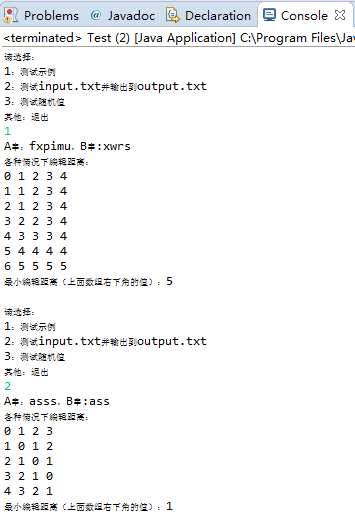 Problems @ Javadoc Declaration Console
<terminated> Test (2) [Java Application] C:\Program Files\Jav
请选择:
1: 测试示例
2: 测试input.txt并输出到output.txt
3: 测试随机值
其他: 退出
1
A串: fxpimu. B串:xwrs
各种情况下编辑距离:
0 1 2 3 4
1 1 2 3 4
2 1 2 3 4
3 2 2 3 4
4 3 3 3 4
5 4 4 4 4
6 5 5 5 5
最小编辑距离(上面数组右下角的值): 5
请选择:
1: 测试示例
2: 测试input.txt并输出到output.txt
3: 测试随机值
其他: 退出
2
A串: asss. B串:ass
各种情况下编辑距离:
0 1 2 3
1 0 1 2
2 1 0 1
3 2 1 0
4 3 2 1
最小编辑距离(上面数组右下角的值): 1